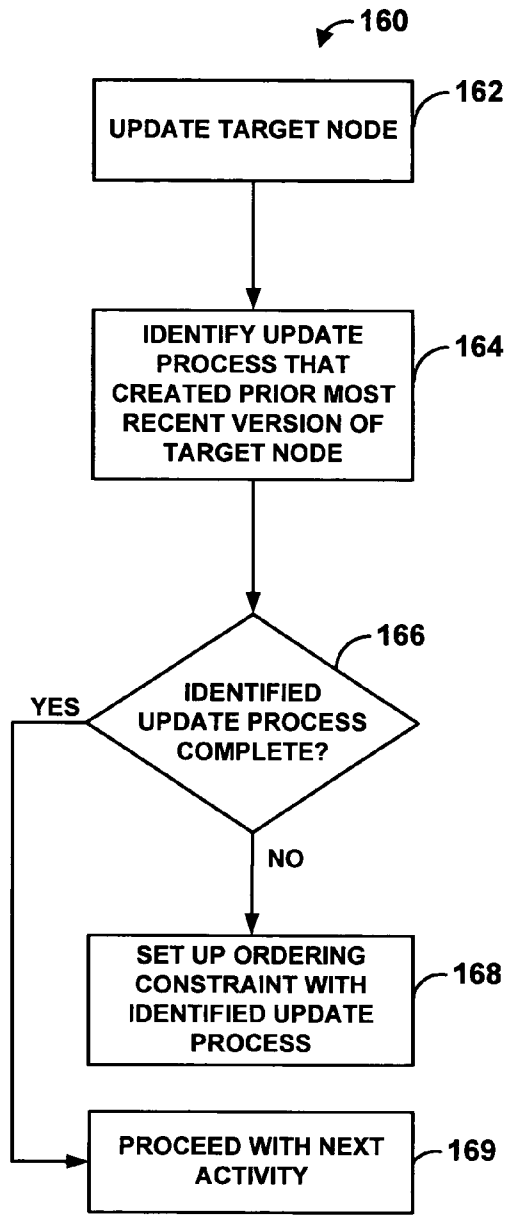 160
UPDATE TARGET NODE
162
IDENTIFY UPDATE
PROCESS THAT
CREATED PRIOR MOST
RECENT VERSION OF
TARGET NODE
164
166
IDENTIFIED
UPDATE PROCESS
COMPLETE?
YES
NO
SET UP ORDERING
CONSTRAINT WITH
IDENTIFIED UPDATE
PROCESS
168
PROCEED WITH NEXT
ACTIVITY
169